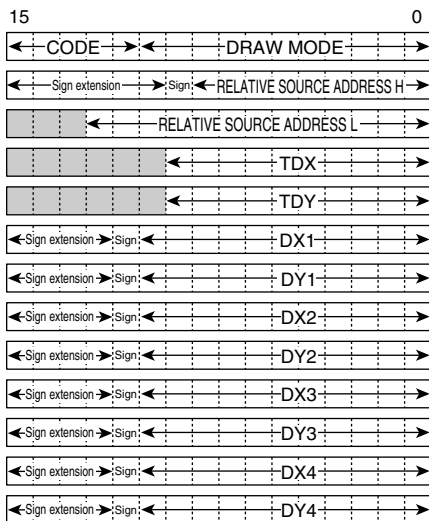 15 0
CODE DRAW MODE
Sign extension Sign RELATIVE SOURCE ADDRESS H
RELATIVE SOURCE ADDRESS L
TDX
TDY
Sign extension Sign DX1
Sign extension Sign DY1
Sign extension Sign DX2
Sign extension Sign DY2
Sign extension Sign DX3
Sign extension Sign DY3
Sign extension Sign DX4
Sign extension Sign DY4